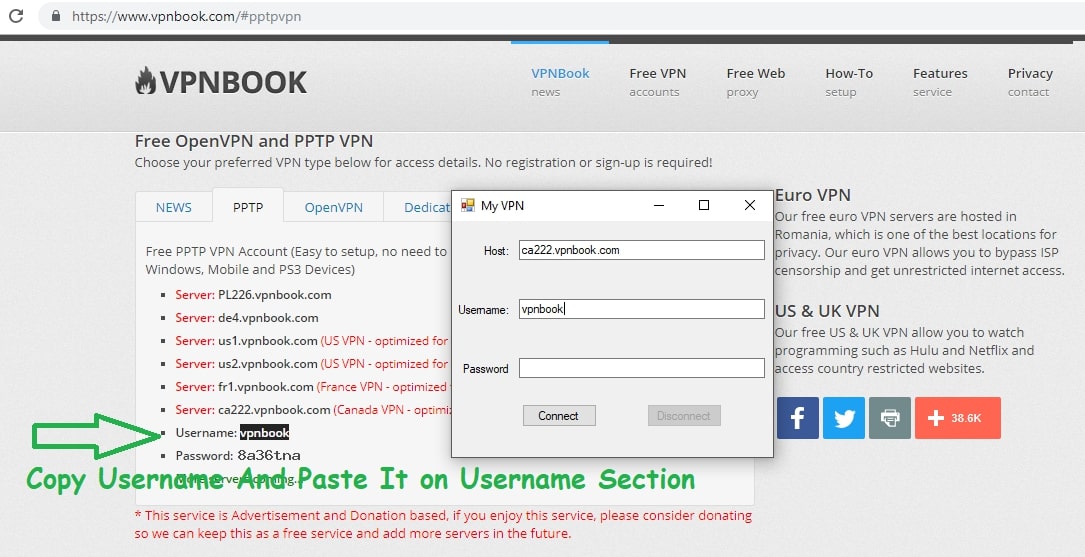 https://www.vpnbook.com/#pptpvpn
VPNBOOK
VPNBook
news
Free VPN
accounts
Free Web
proxy
How-To
setup
Features
service
Privacy
contact
Free OpenVPN and PPTP VPN
Choose your preferred VPN type below for access details. No registration or sign-up is required!
NEWS
PPTP
OpenVPN
Dedicat
Free PPTP VPN Account (Easy to setup, no need to
Windows, Mobile and PS3 Devices)
Server: PL226.vpnbook.com
Server: de4.vpnbook.com
Server: us1.vpnbook.com (US VPN - optimized for
Server: us2.vpnbook.com (US VPN - optimized for
Server: fr1.vpnbook.com (France VPN - optimized
Server: ca222.vpnbook.com (Canada VPN - optimiz
Username: vpnbook
Password: 8a36tna
More servers coming...
Copy Username And Paste It on Username Section
* This service is Advertisement and Donation based, if you enjoy this service, please consider donating
so we can keep this as a free service and add more servers in the future.
My VPN
Host:
ca222.vpnbook.com
Username:
vpnbook
Password
Connect
Disconnect
Euro VPN
Our free euro VPN servers are hosted in
Romania, which is one of the best locations for
privacy. Our euro VPN allows you to bypass ISP
censorship and get unrestricted internet access.
US & UK VPN
Our free US & UK VPN allow you to watch
programming such as Hulu and Netflix and
access country restricted websites.
38.6K